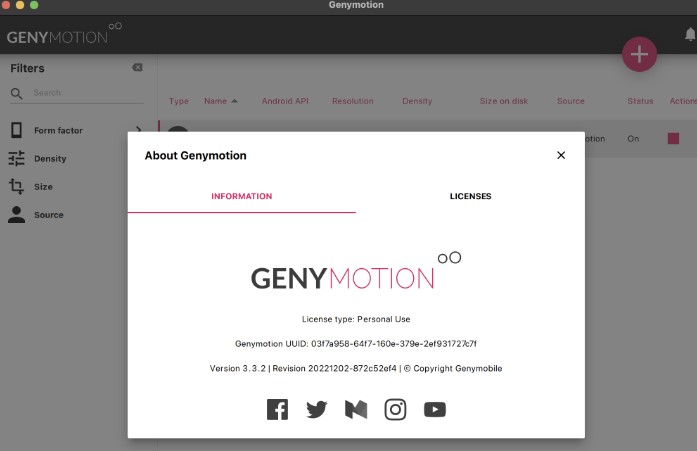 Genymotion
GENYMOTION
Filters
Search
Type Name Android API Resolution Density Size on disk Source Status Actions
Form factor
On
Density
Size
Source
About Genymotion
INFORMATION LICENSES
GENYMOTION
License type: Personal Use
Genymotion UUID: 03f7a958-64f7-160e-379e-2ef931727c7f
Version 3.3.2 | Revision 20221202-872c52ef4 | © Copyright Genymobile